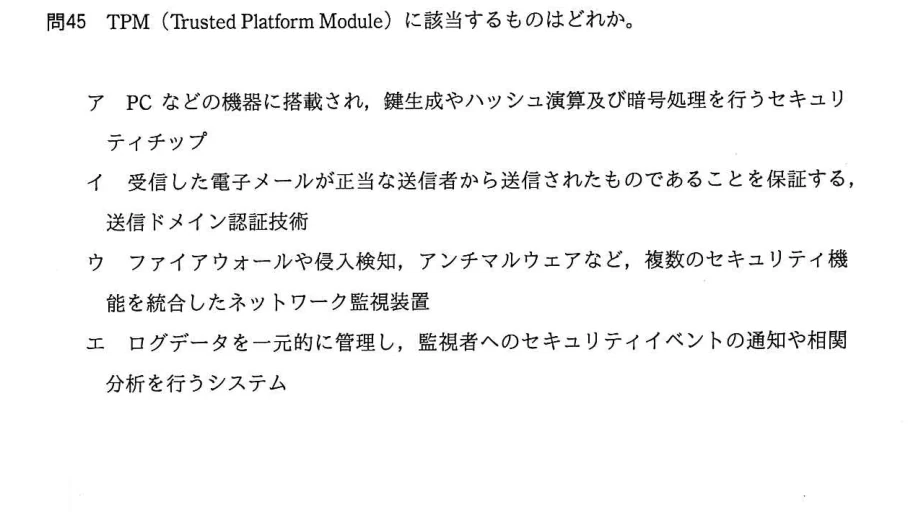 問45 TPM（Trusted Platform Module）に該当するものはどれか。
ア PC などの機器に搭載され，鍵生成やハッシュ演算及び暗号処理を行うセキュリ
ティチップ
イ 受信した電子メールが正当な送信者から送信されたものであることを保証する，
送信ドメイン認証技術
ウ ファイアウォールや侵入検知，アンチマルウェアなど，複数のセキュリティ機
能を統合したネットワーク監視装置
エ ログデータを一元的に管理し，監視者へのセキュリティイベントの通知や相関
分析を行うシステム